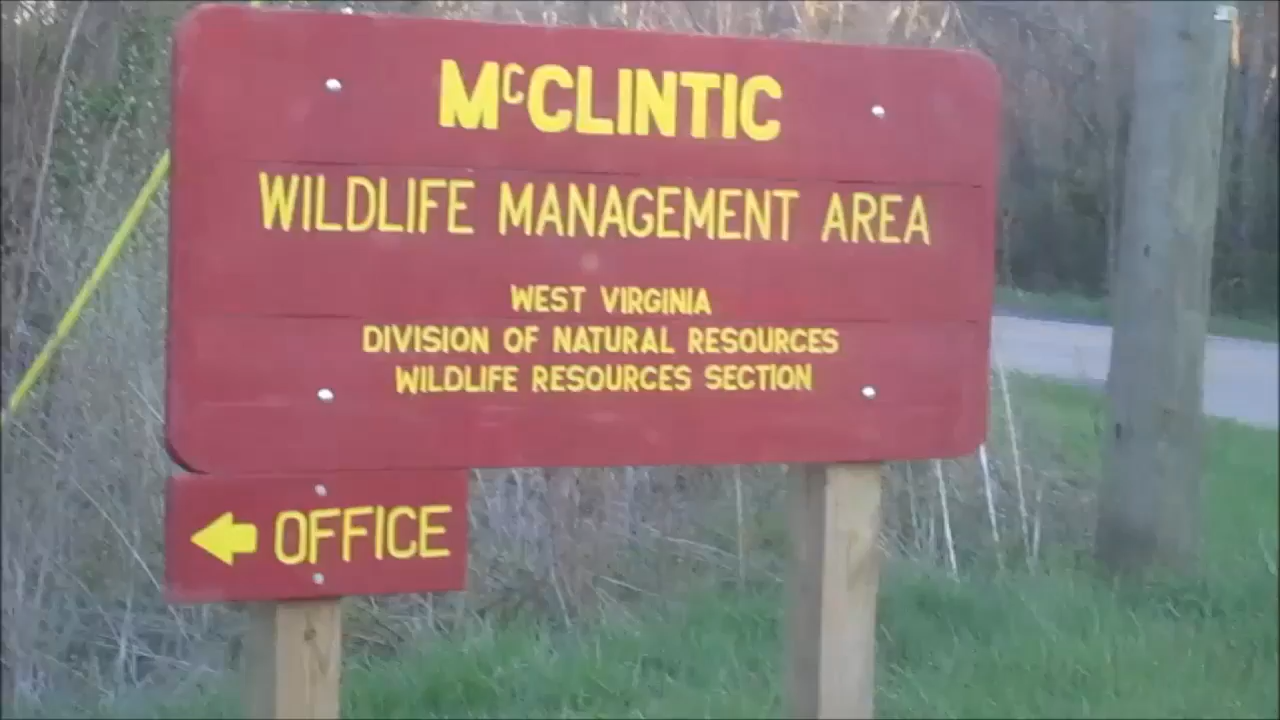 McCLINTIC
WILDLIFE MANAGEMENT AREA
WEST VIRGINIA
DIVISION OF NATURAL RESOURCES
WILDLIFE RESOURCES SECTION
OFFICE